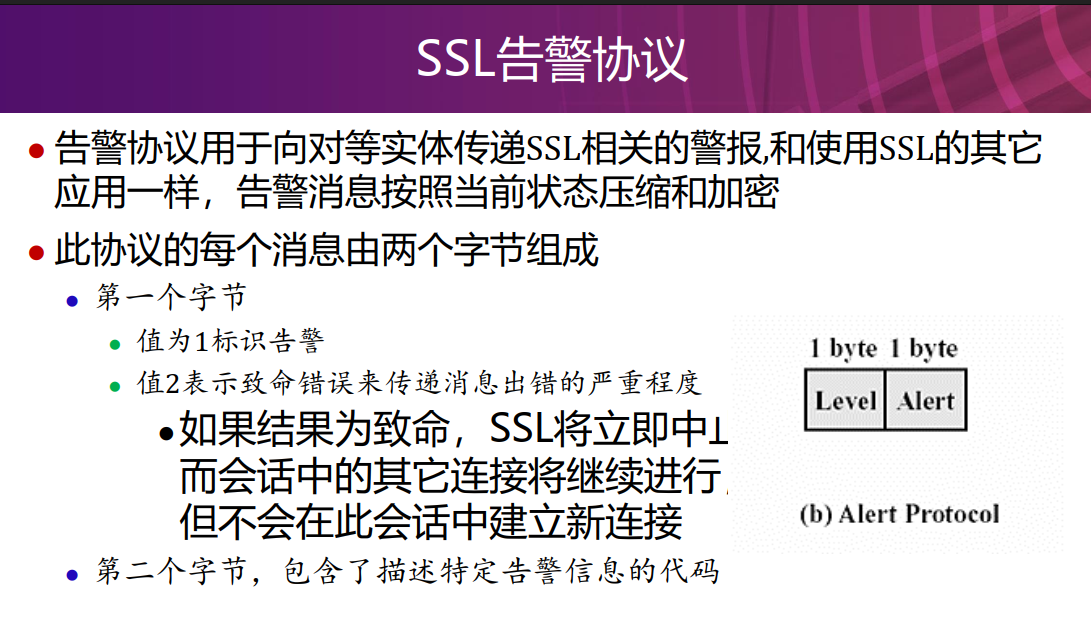 SSL告警协议
告警协议用于向对等实体传递SSL相关的警报,和使用SSL的其它
应用一样，告警消息按照当前状态压缩和加密
此协议的每个消息由两个字节组成
第一个字节
值为1标识告警
值2表示致命错误来传递消息出错的严重程度
如果结果为致命，SSL将立即中止
而会话中的其它连接将继续进行，
但不会在此会话中建立新连接
第二个字节，包含了描述特定告警信息的代码
1 byte 1 byte
Level Alert
(b) Alert Protocol